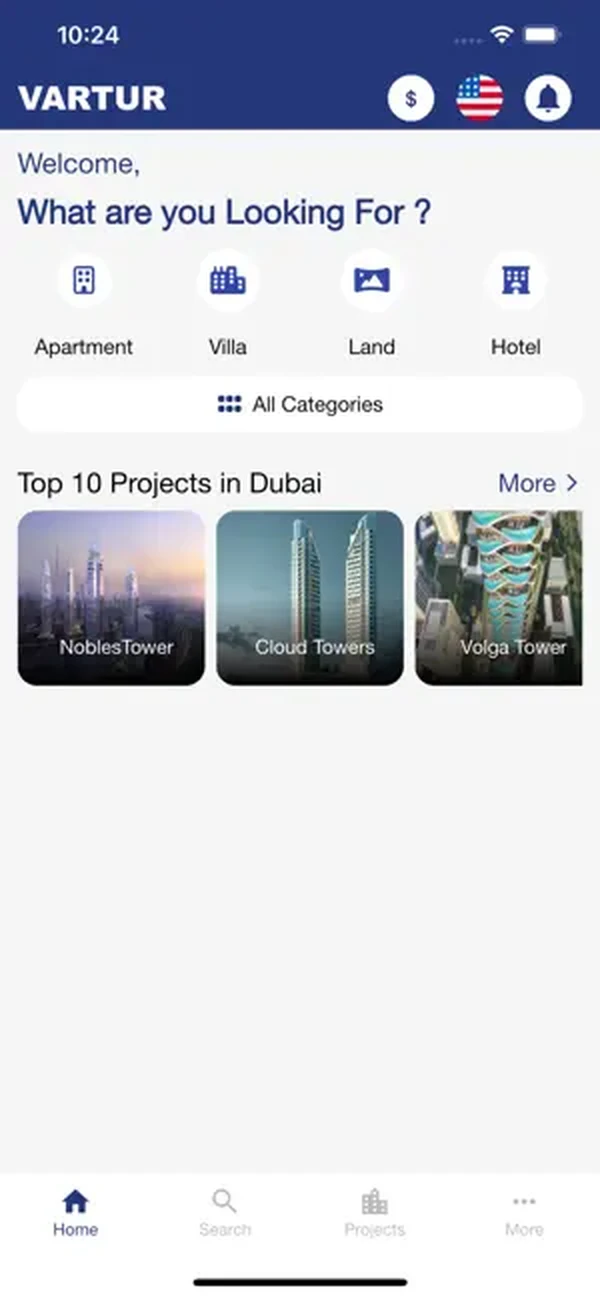 10:24
VARTUR
$
Welcome,
What are you Looking For ?
Apartment Villa Land Hotel
All Categories
Top 10 Projects in Dubai More
NoblesTower Cloud Towers Volga Tower
Home Search Projects More